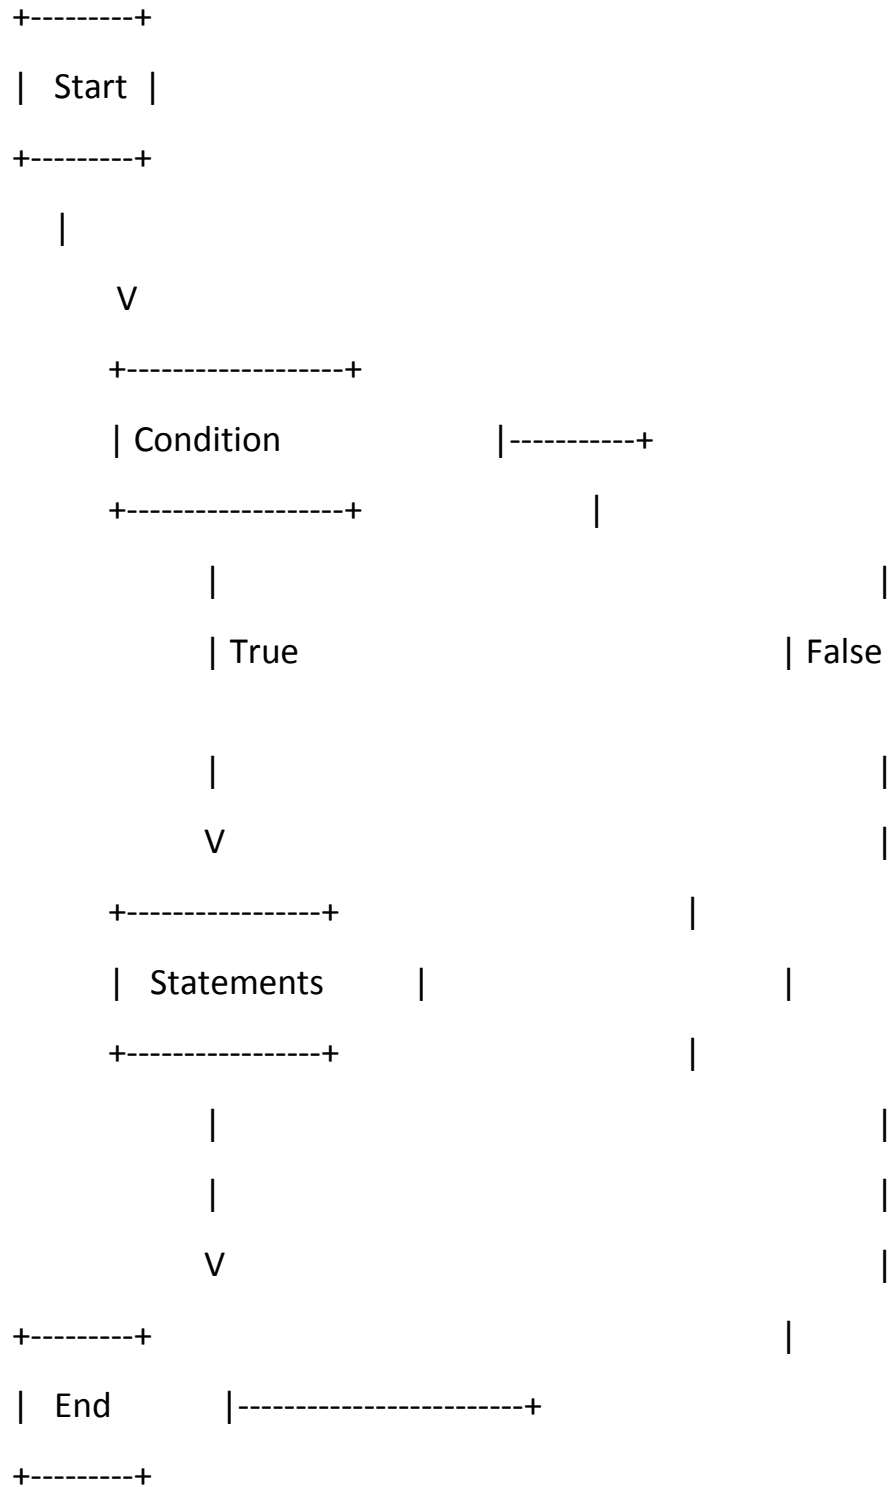 +---------+
|   Start  |
+---------+
|
V
+-------------------+
| Condition                     |-----------+
+-------------------+                       |
|                                                                 |
| True                                               | False
|                                                                 |
V                                                                 |
+-----------------+                                  |
|   Statements         |                                   |
+-----------------+                                  |
|                                                                 |
|                                                                 |
V                                                                 |
+---------+                                                               |
|   End           |-------------------------+
+---------+